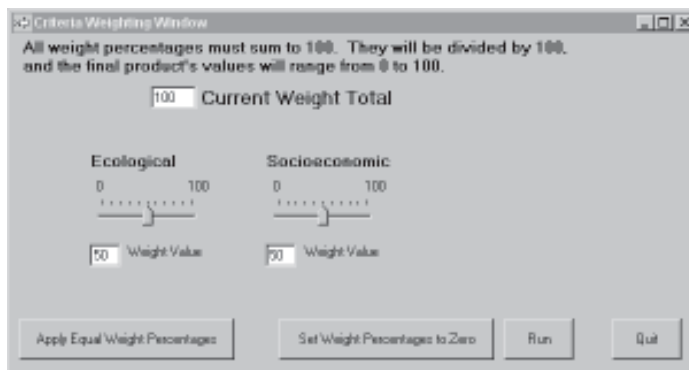 Criteria Weighting Window
All weight percentages must sum to 100. They will be divided by 100,
and the final product's values will range from 0 to 100.
100 Current Weight Total
Ecological Socioeconomic
0 100 0 100
50 Weight Value 50 Weight Value
Apply Equal Weight Percentages Set Weight Percentages to Zero Run Quit